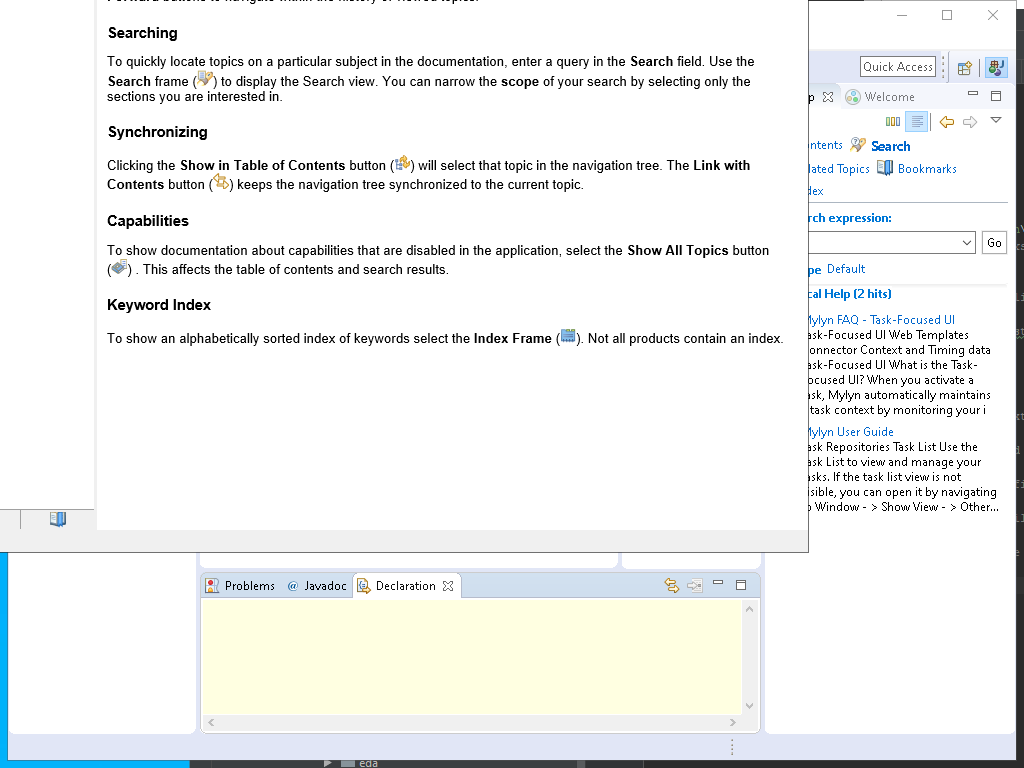 Forward buttons to navigate within the history of viewed topics.
Searching
To quickly locate topics on a particular subject in the documentation, enter a query in the Search field. Use the
Search frame ( ) to display the Search view. You can narrow the scope of your search by selecting only the
sections you are interested in.
Synchronizing
Clicking the Show in Table of Contents button ( ) will select that topic in the navigation tree. The Link with
Contents button ( ) keeps the navigation tree synchronized to the current topic.
Capabilities
To show documentation about capabilities that are disabled in the application, select the Show All Topics button
( ) . This affects the table of contents and search results.
Keyword Index
To show an alphabetically sorted index of keywords select the Index Frame ( ). Not all products contain an index.
Quick Access
p
Welcome
ntents
Search
lated Topics
Bookmarks
dex
rch expression:
Go
pe Default
cal Help (2 hits)
Mylyn FAQ - Task-Focused UI
ask-Focused UI Web Templates
onnector Context and Timing data
ask-Focused UI What is the Task-
ocused UI? When you activate a
ask, Mylyn automatically maintains
task context by monitoring your i
Mylyn User Guide
ask Repositories Task List Use the
ask List to view and manage your
asks. If the task list view is not
isible, you can open it by navigating
o Window - > Show View - > Other...
Problems
@ Javadoc
Declaration
eda